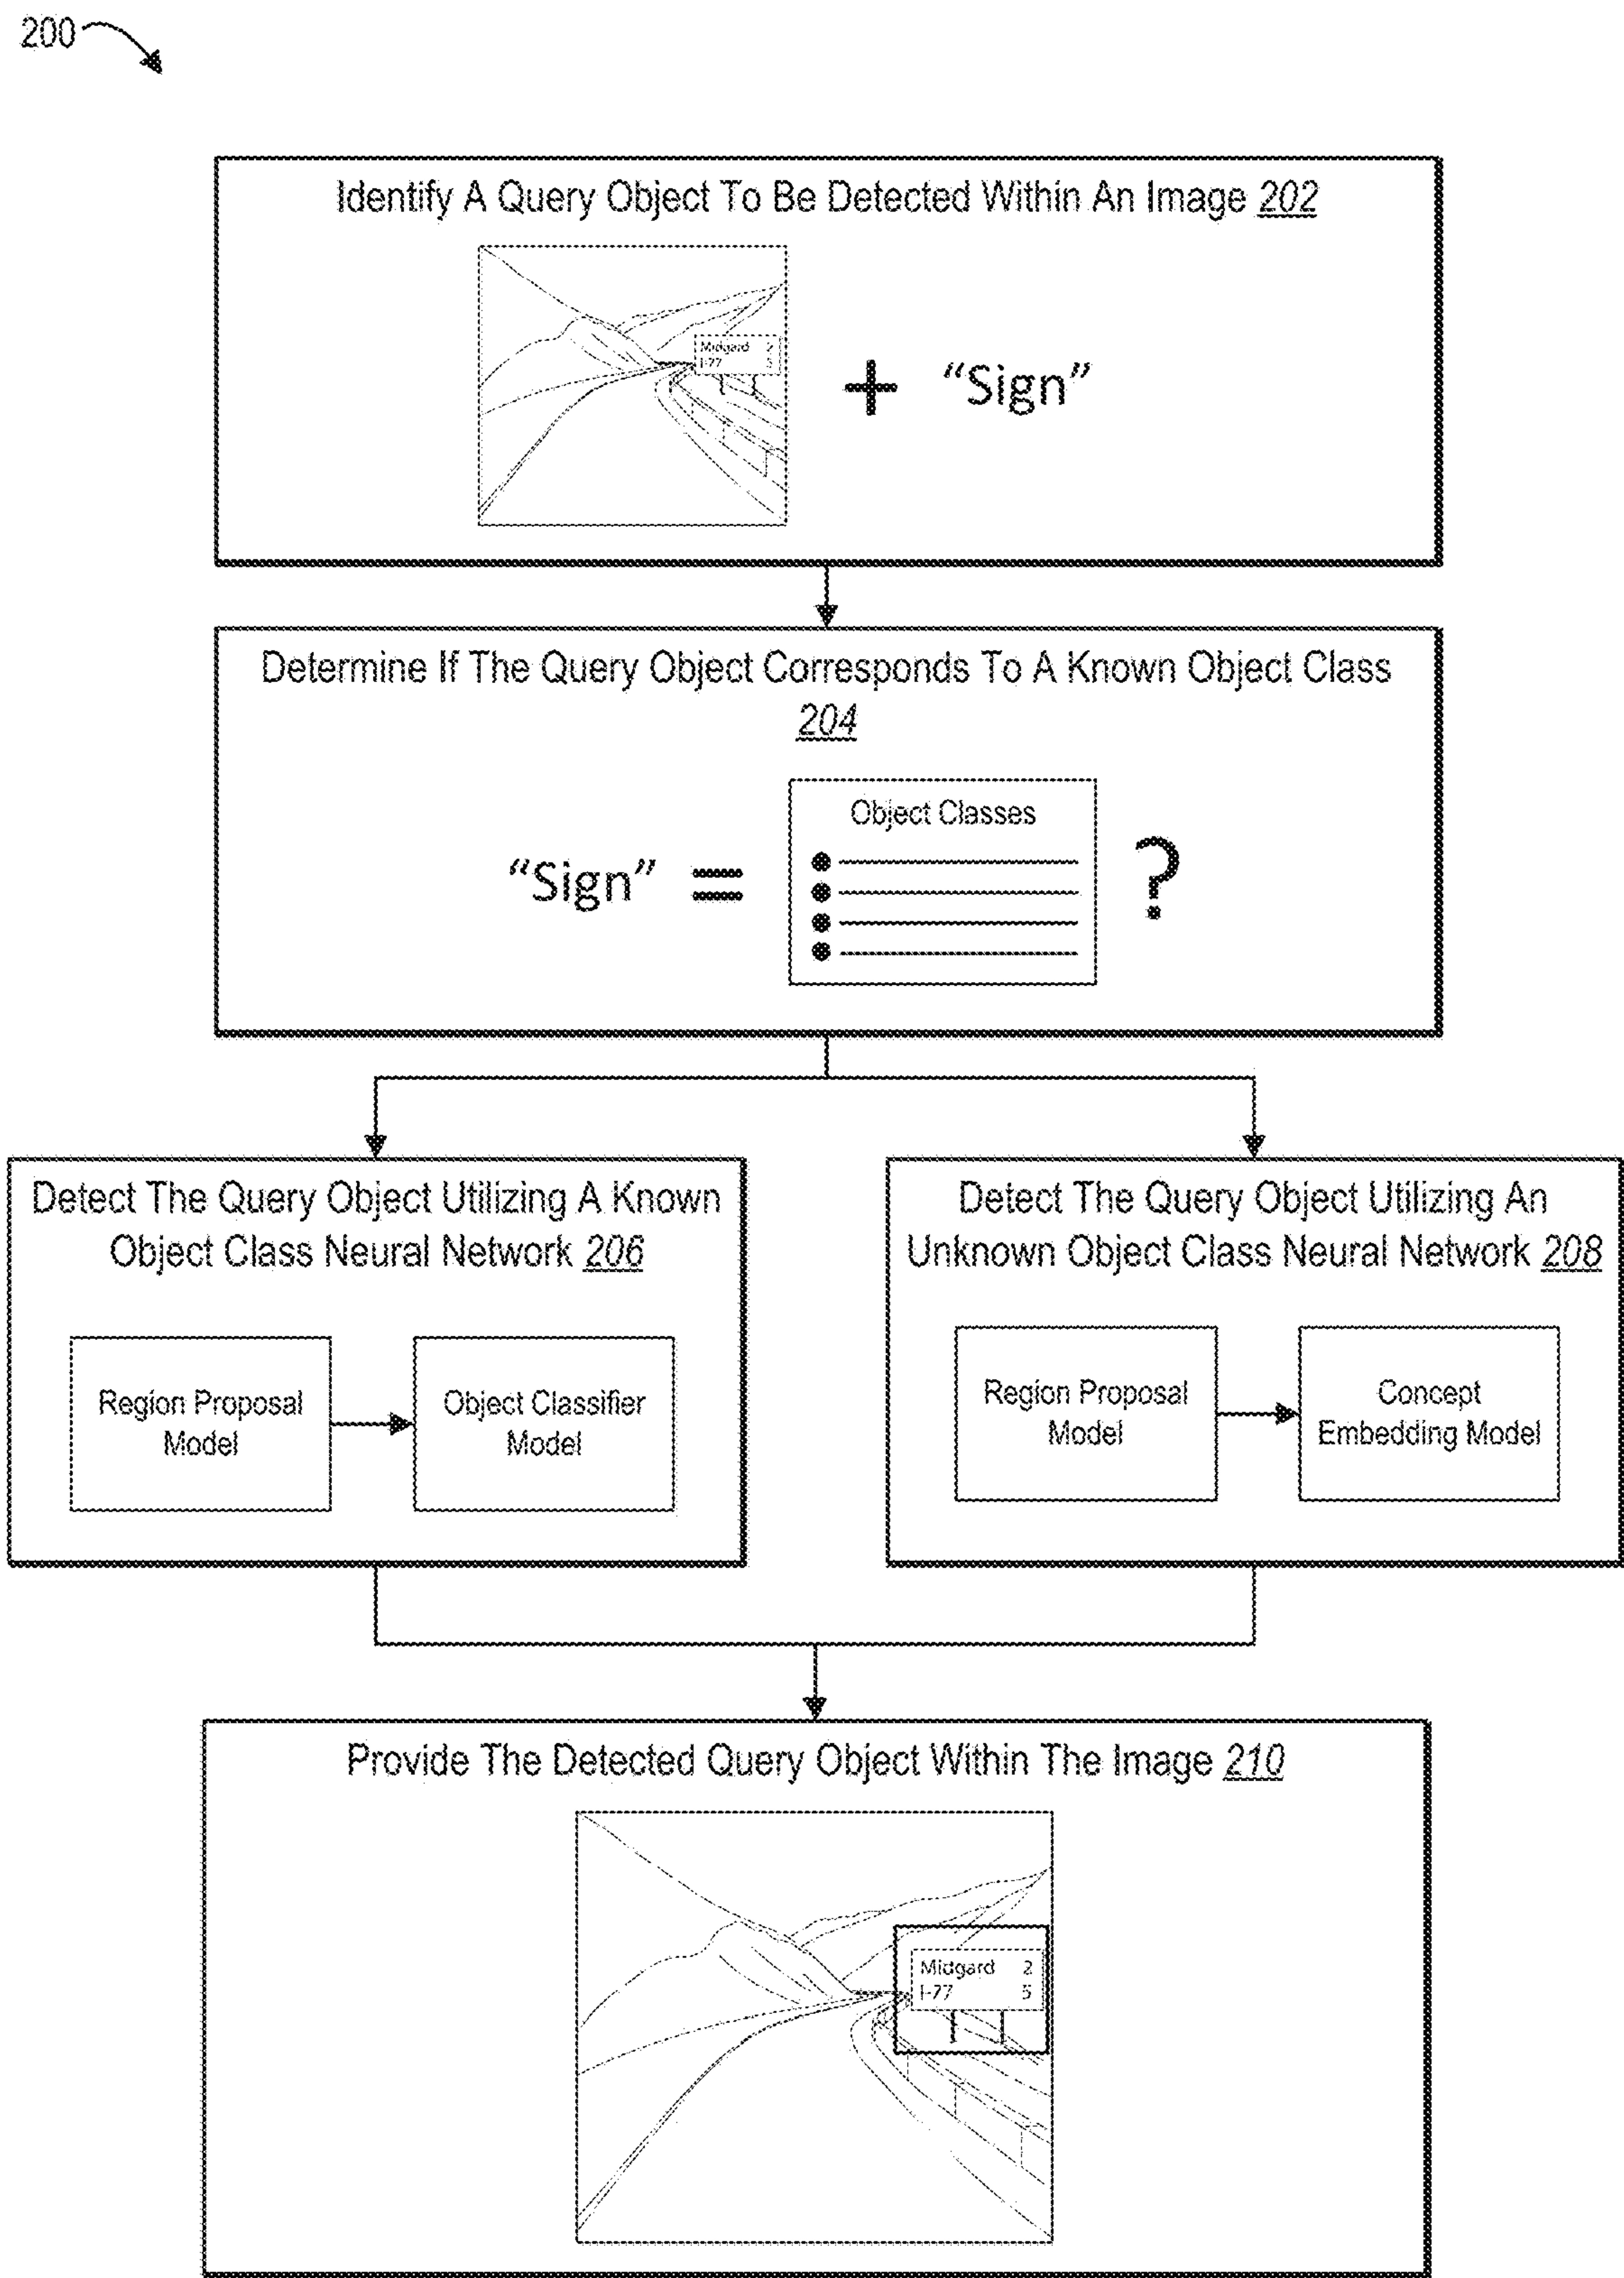 200
Identify A Query Object To Be Detected Within An Image 202
Midgard 2
I-77 5
+ “Sign”
Determine If The Query Object Corresponds To A Known Object Class
204
Object Classes
“Sign” = ?
Detect The Query Object Utilizing A Known
Object Class Neural Network 206
Region Proposal
Model
Object Classifier
Model
Detect The Query Object Utilizing An
Unknown Object Class Neural Network 208
Region Proposal
Model
Concept
Embedding Model
Provide The Detected Query Object Within The Image 210
Midgard 2
I-77 5